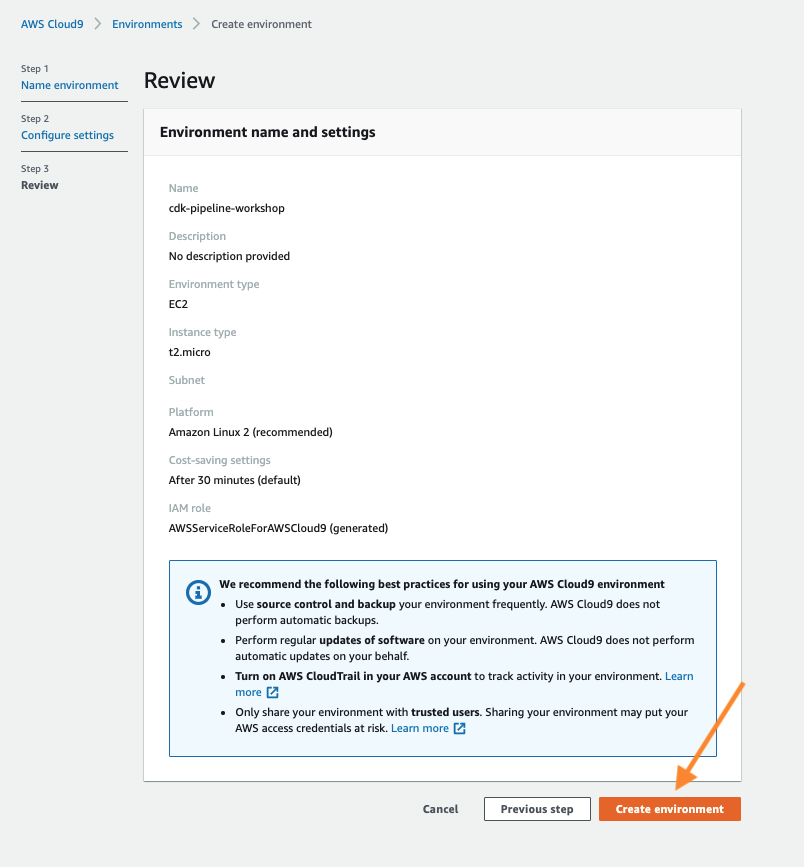 AWS Cloud9 > Environments > Create environment
Step 1
Name environment
Step 2
Configure settings
Step 3
Review
Review
Environment name and settings
Name
cdk-pipeline-workshop
Description
No description provided
Environment type
EC2
Instance type
t2.micro
Subnet
Platform
Amazon Linux 2 (recommended)
Cost-saving settings
After 30 minutes (default)
IAM role
AWSServiceRoleForAWSCloud9 (generated)
We recommend the following best practices for using your AWS Cloud9 environment
• Use source control and backup your environment frequently. AWS Cloud9 does not
perform automatic backups.
• Perform regular updates of software on your environment. AWS Cloud9 does not perform
automatic updates on your behalf.
• Turn on AWS CloudTrail in your AWS account to track activity in your environment. Learn
more
• Only share your environment with trusted users. Sharing your environment may put your
AWS access credentials at risk. Learn more
Cancel Previous step Create environment